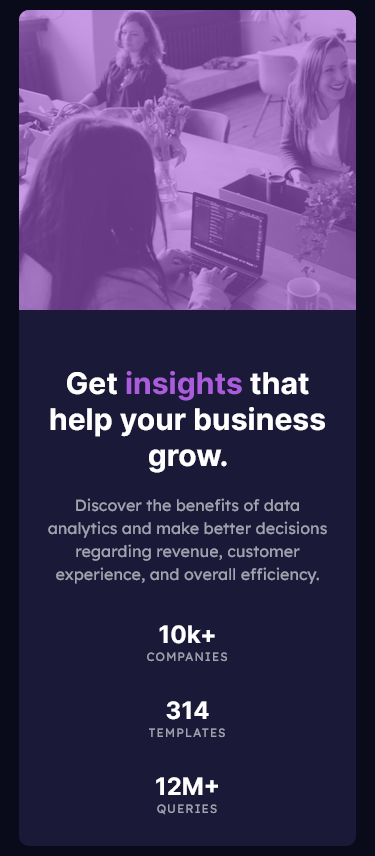 Get insights that
help your business
grow.
Discover the benefits of data
analytics and make better decisions
regarding revenue, customer
experience, and overall efficiency.
10k+
COMPANIES
314
TEMPLATES
12M+
QUERIES